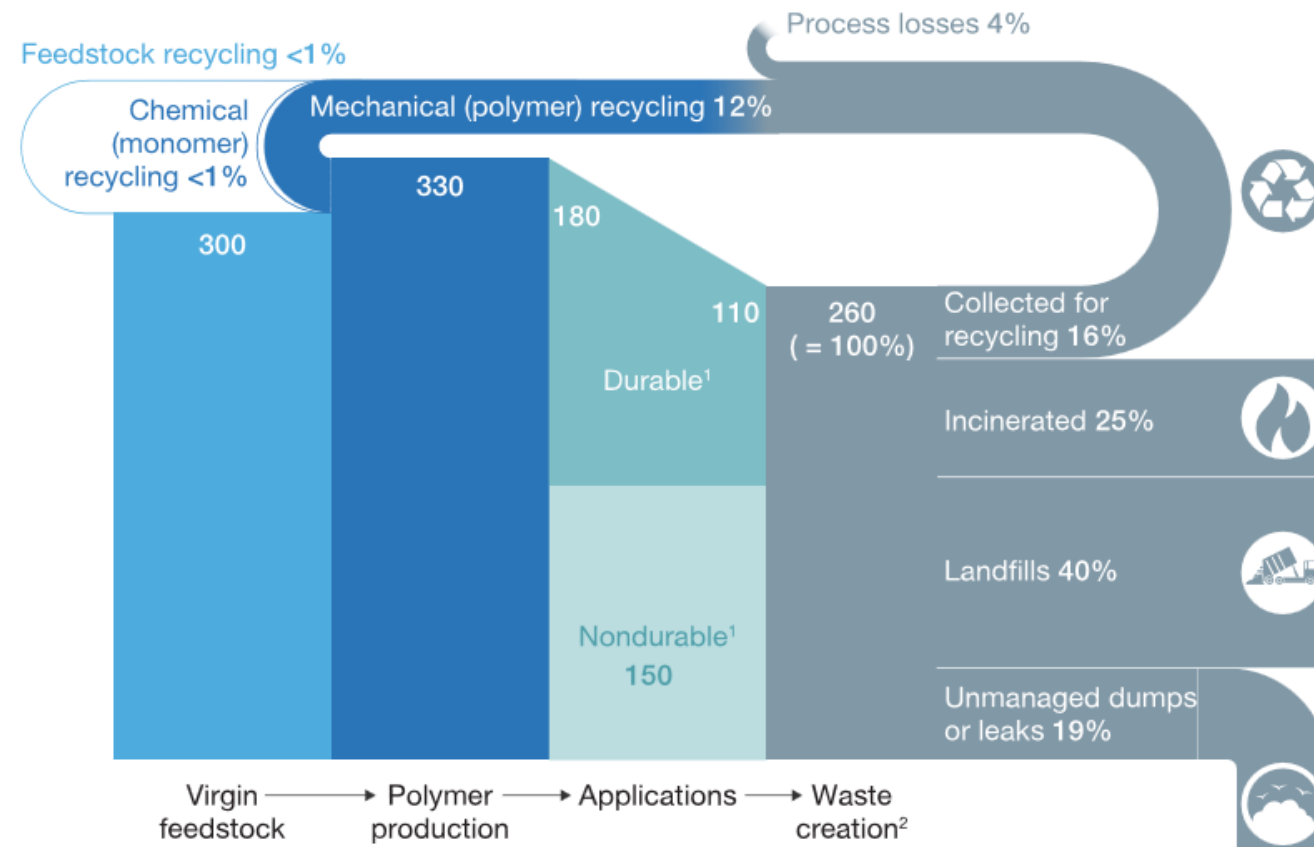 Process losses 4%
Feedstock recycling <1%
Chemical
(monomer)
recycling <1%
Mechanical (polymer) recycling 12%
300
330
180
110
Durable¹
Nondurable¹
150
260
( = 100%)
Collected for
recycling 16%
Incinerated 25%
Landfills 40%
Unmanaged dumps
or leaks 19%
Virgin
feedstock
Polymer
production
Applications
Waste
creation²